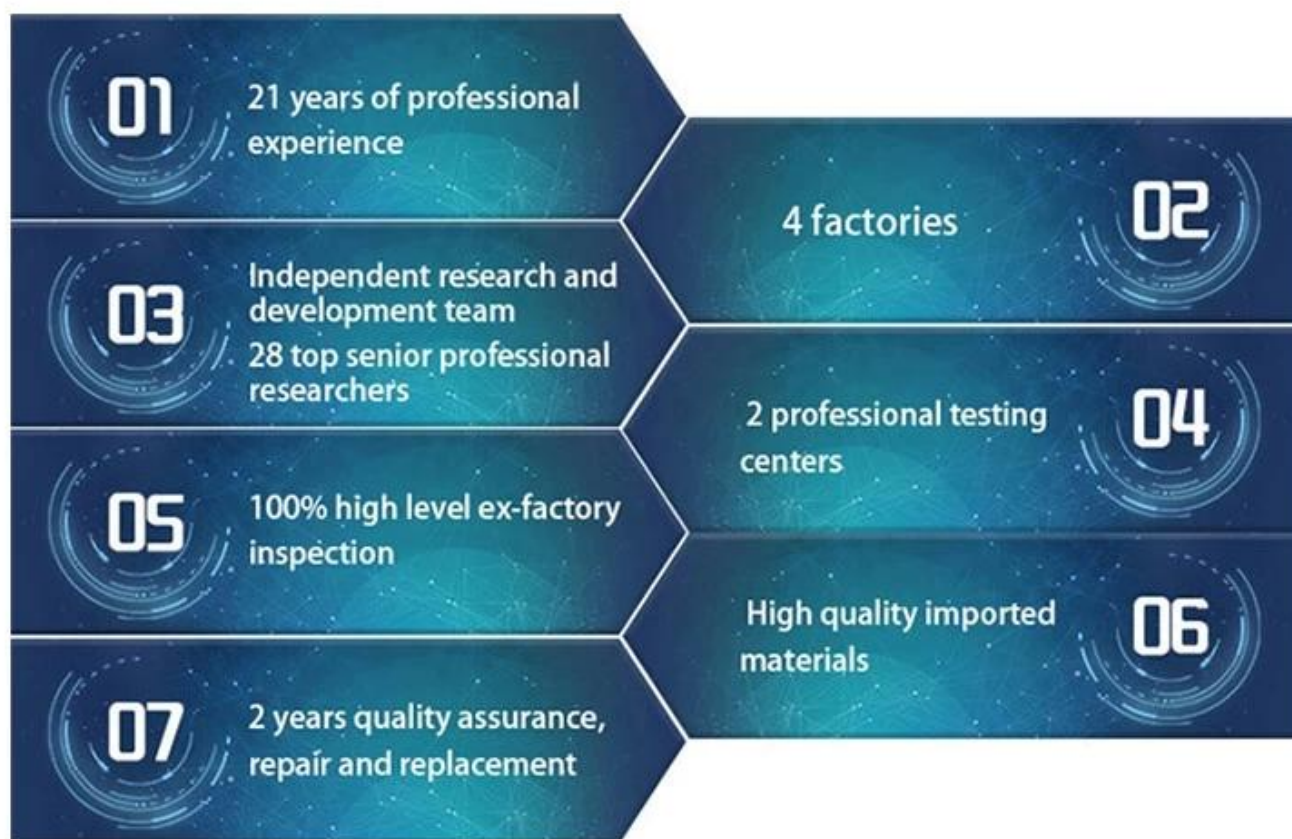 01
21 years of professional
experience
02
4 factories
03
Independent research and
development team
28 top senior professional
researchers
04
2 professional testing
centers
05
100% high level ex-factory
inspection
06
High quality imported
materials
07
2 years quality assurance,
repair and replacement